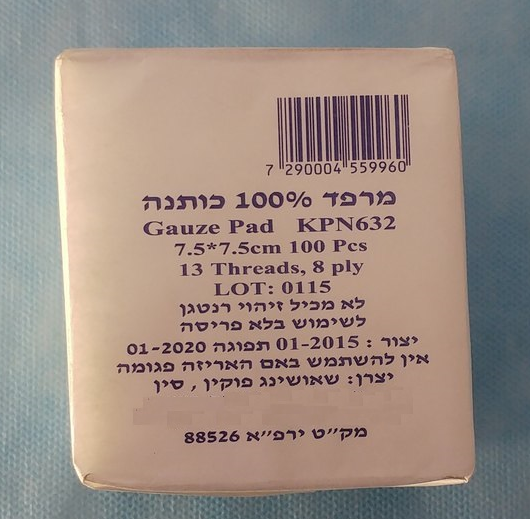 7 290004 559960
מרפד 100% כותנה
Gauze Pad KPN632
7.5*7.5cm 100 Pcs
13 Threads, 8 ply
LOT: 0115
לא מכיל זיהוי רנטגן
לשימוש בלא פריסה
יצור : 01-2015 תפוגה 01-2020
אין להשתמש באם האריזה פגומה
יצרן: שאושינג פוקין , סין
מק״ט ירפ״א 88526